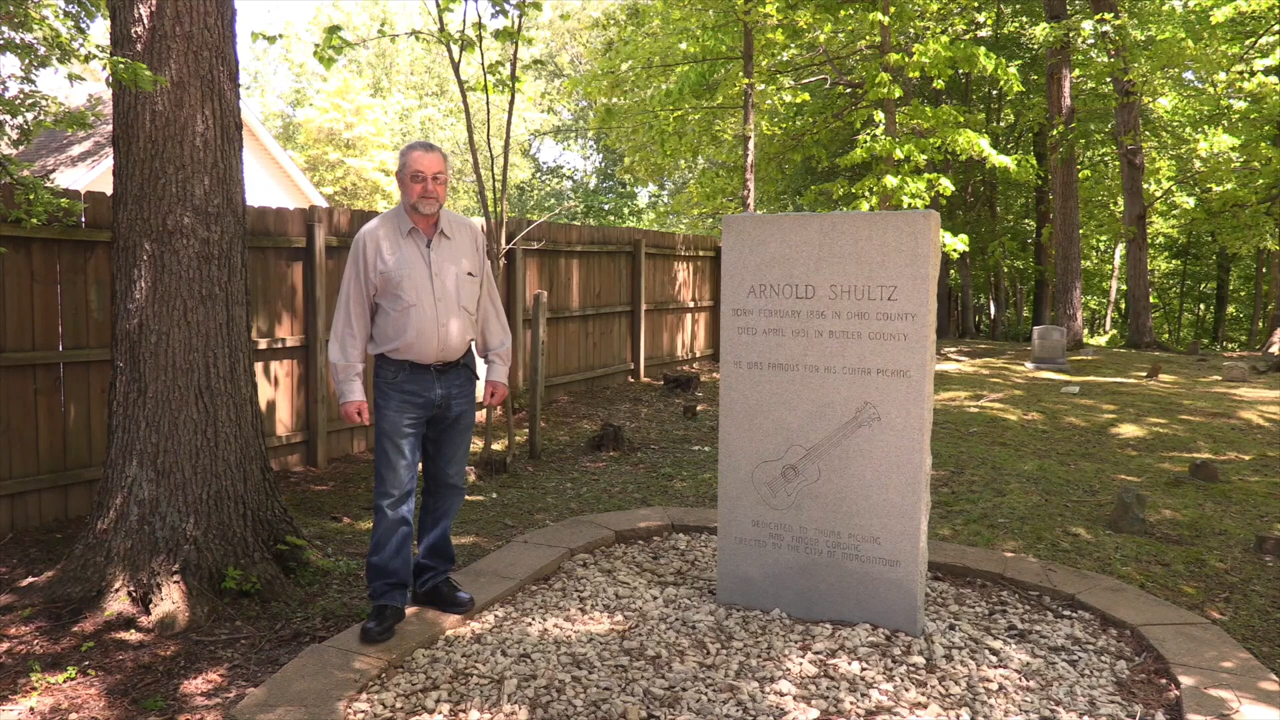 ARNOLD SHULTZ
BORN FEBRUARY 1886 IN OHIO COUNTY
DIED APRIL 1931 IN BUTLER COUNTY
HE WAS FAMOUS FOR HIS GUITAR PICKING
DEDICATED TO THUMB PICKING
AND FINGER CORDING
ERECTED BY THE CITY OF MORGANTOWN